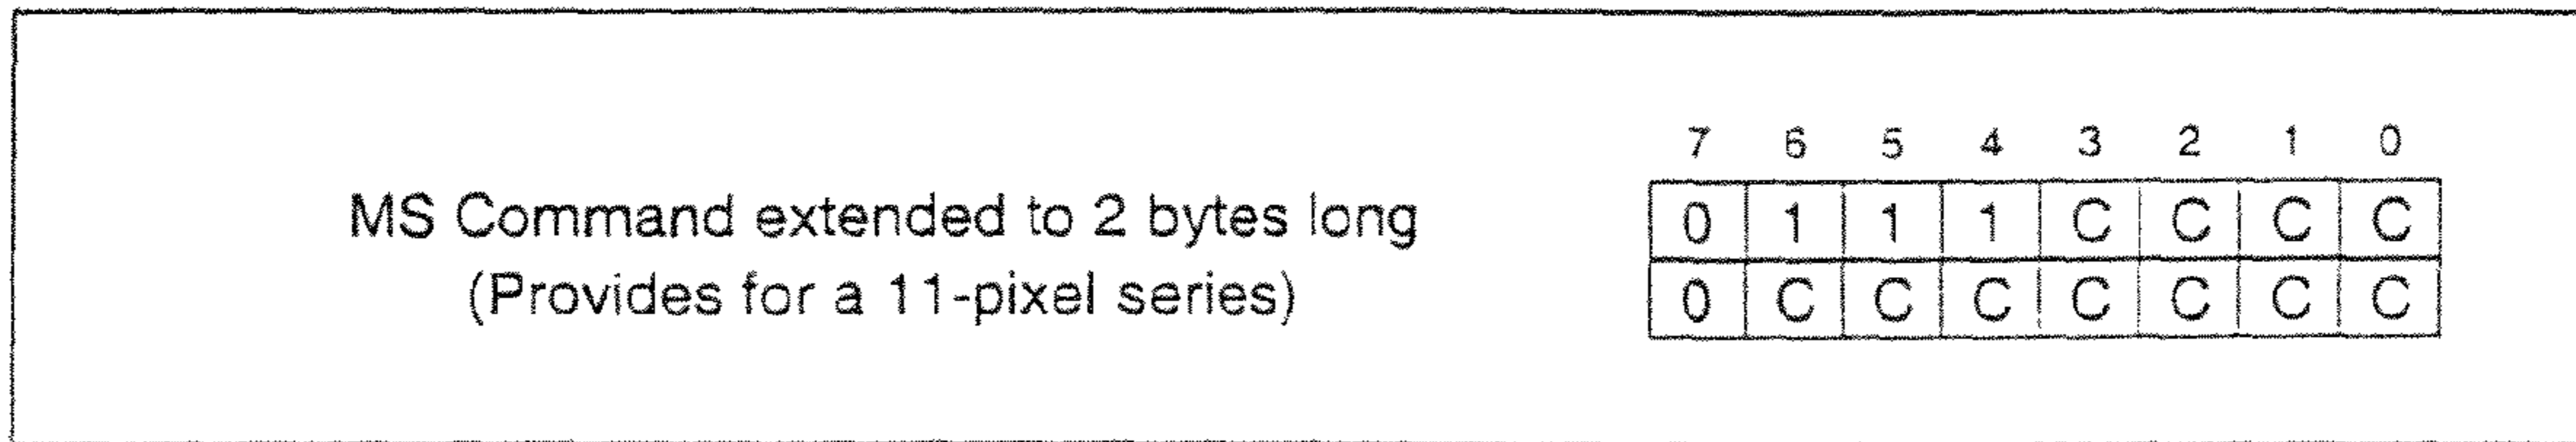 7 6 5 4 3 2 1 0
MS Command extended to 2 bytes long 0 1 1 1 C C C C
(Provides for a 11-pixel series) 0 C C C C C C C